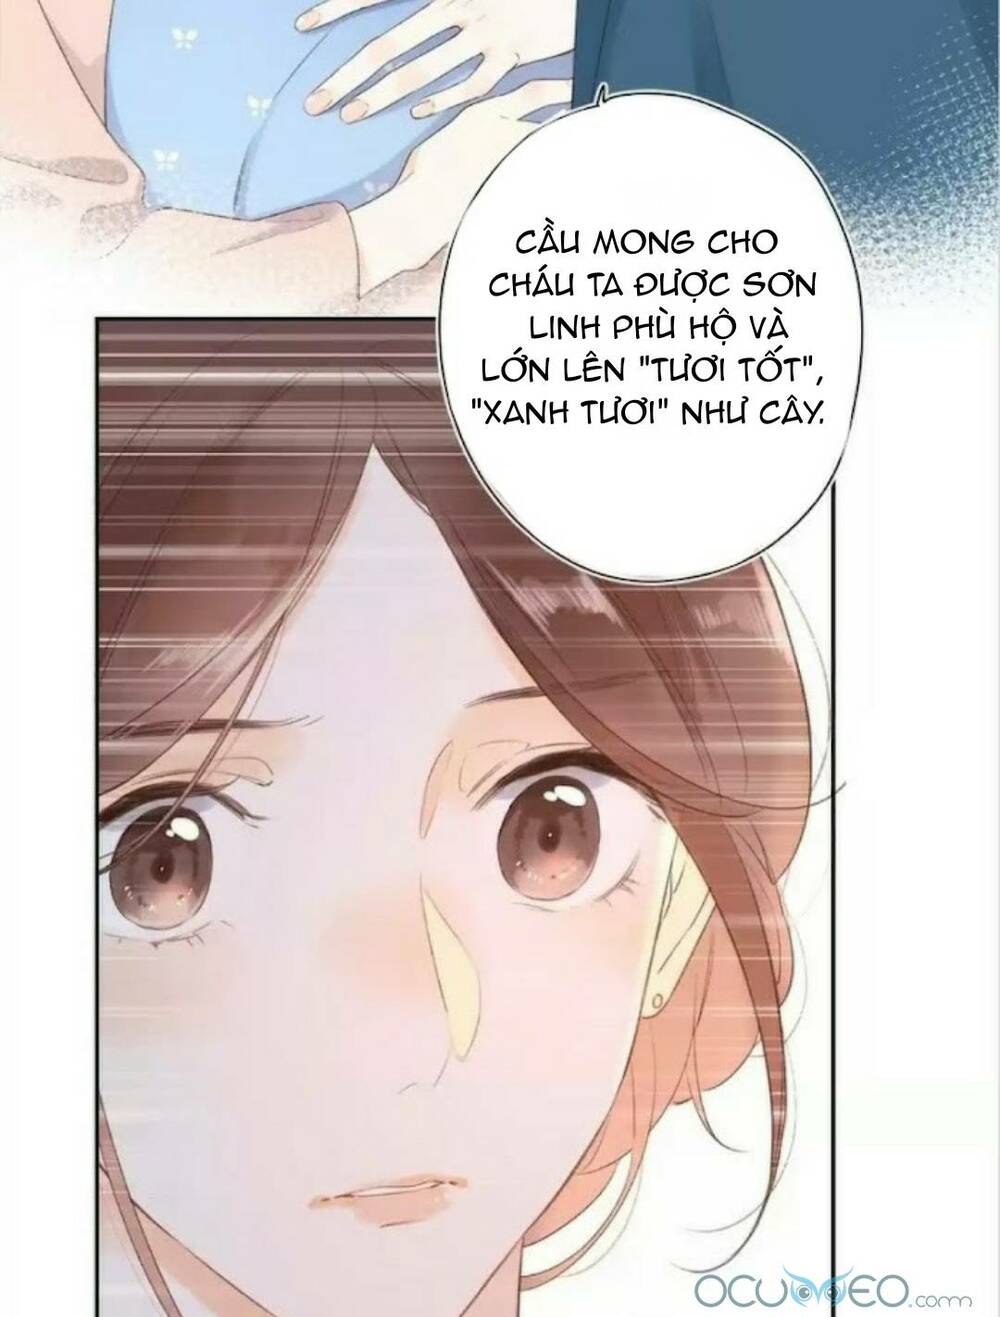 CẦU MONG CHO
CHÁU TA ĐƯỢC SƠN
LINH PHÙ HỘ VÀ
LỚN LÊN "TƯƠI TỐT",
"XANH TƯƠI" NHƯ CÂY.
OCUMEO.com